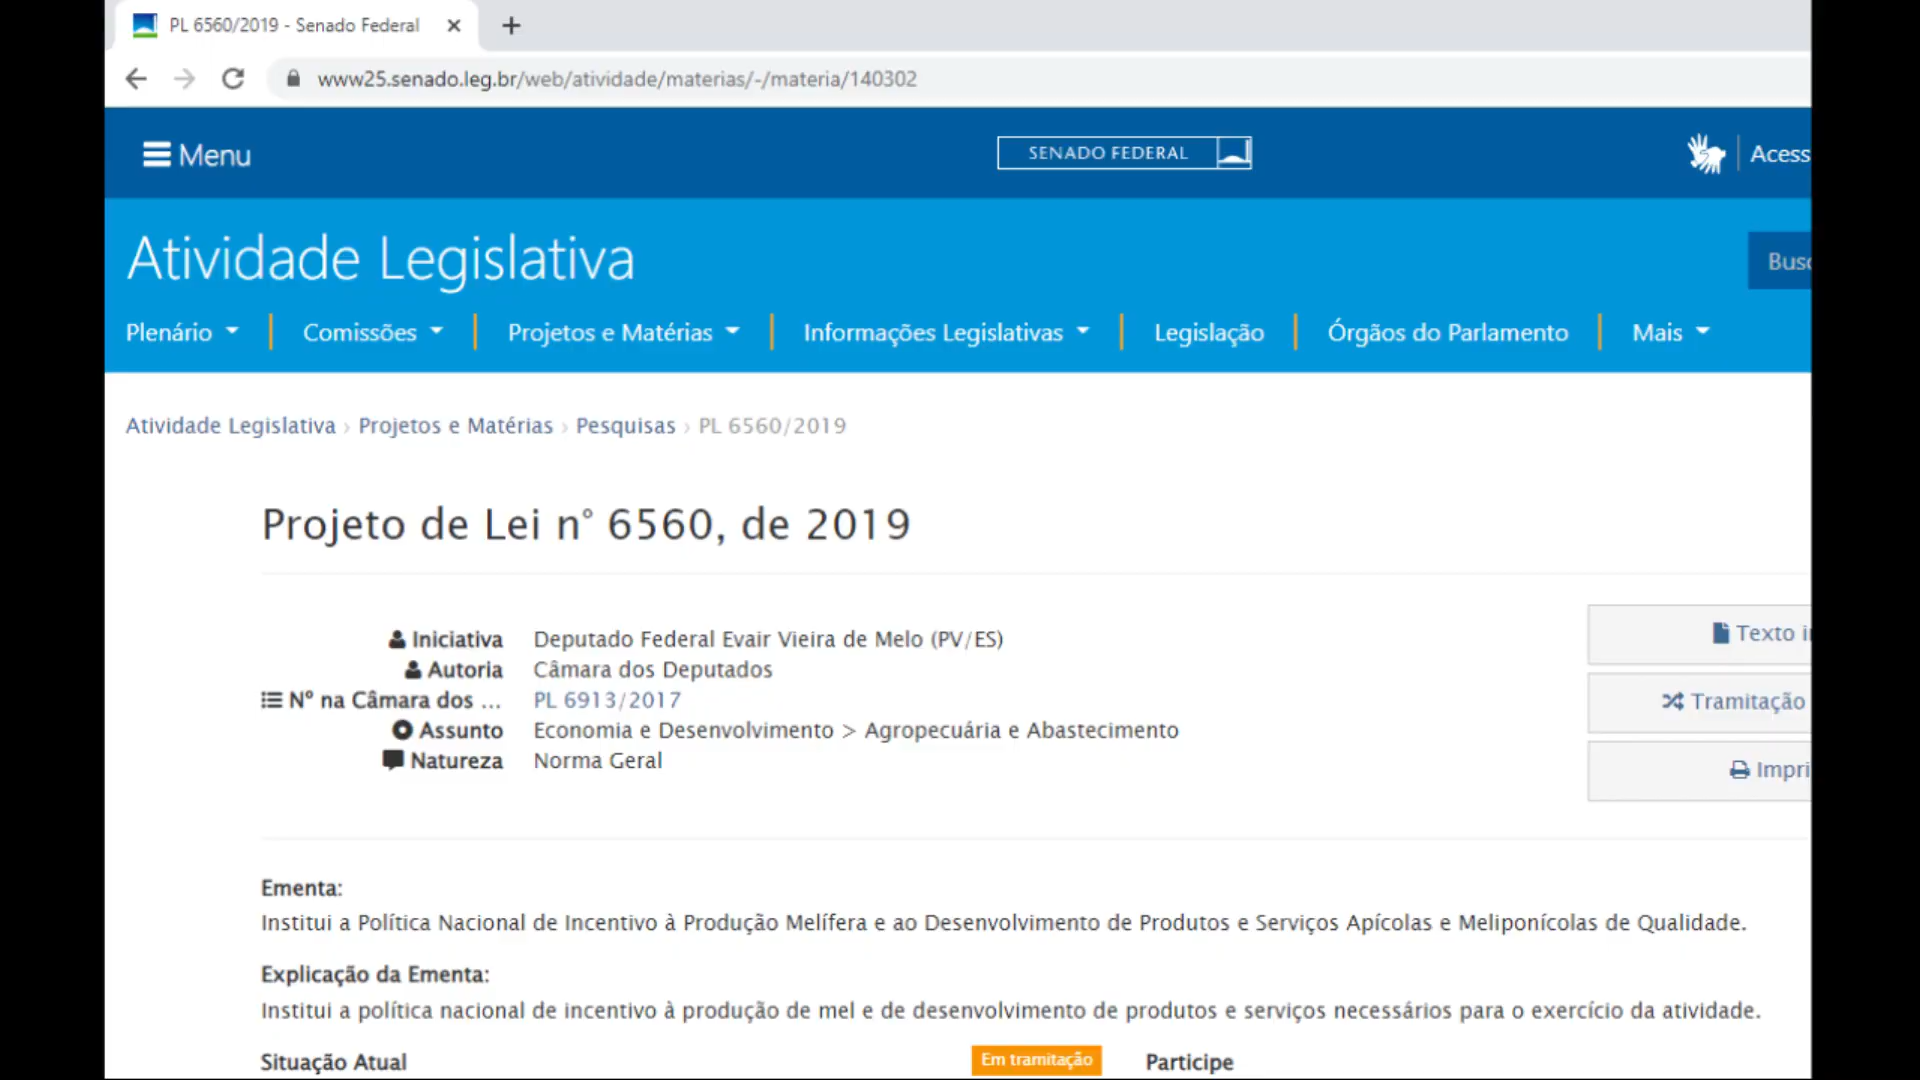 PL 6560/2019 - Senado Federal
www25.senado.leg.br/web/atividade/materias/-/materia/140302
Menu
SENADO FEDERAL
Acess
Atividade Legislativa
Busc
Plenário
Comissões
Projetos e Matérias
Informações Legislativas
Legislação
Órgãos do Parlamento
Mais
Atividade Legislativa › Projetos e Matérias › Pesquisas › PL 6560/2019
Projeto de Lei n° 6560, de 2019
Iniciativa Deputado Federal Evair Vieira de Melo (PV/ES)
Autoria Câmara dos Deputados
Nº na Câmara dos ... PL 6913/2017
Assunto Economia e Desenvolvimento > Agropecuária e Abastecimento
Natureza Norma Geral
Texto i
Tramitação
Impri
Ementa:
Institui a Política Nacional de Incentivo à Produção Melífera e ao Desenvolvimento de Produtos e Serviços Apícolas e Meliponícolas de Qualidade.
Explicação da Ementa:
Institui a política nacional de incentivo à produção de mel e de desenvolvimento de produtos e serviços necessários para o exercício da atividade.
Situação Atual Em tramitação
Participe